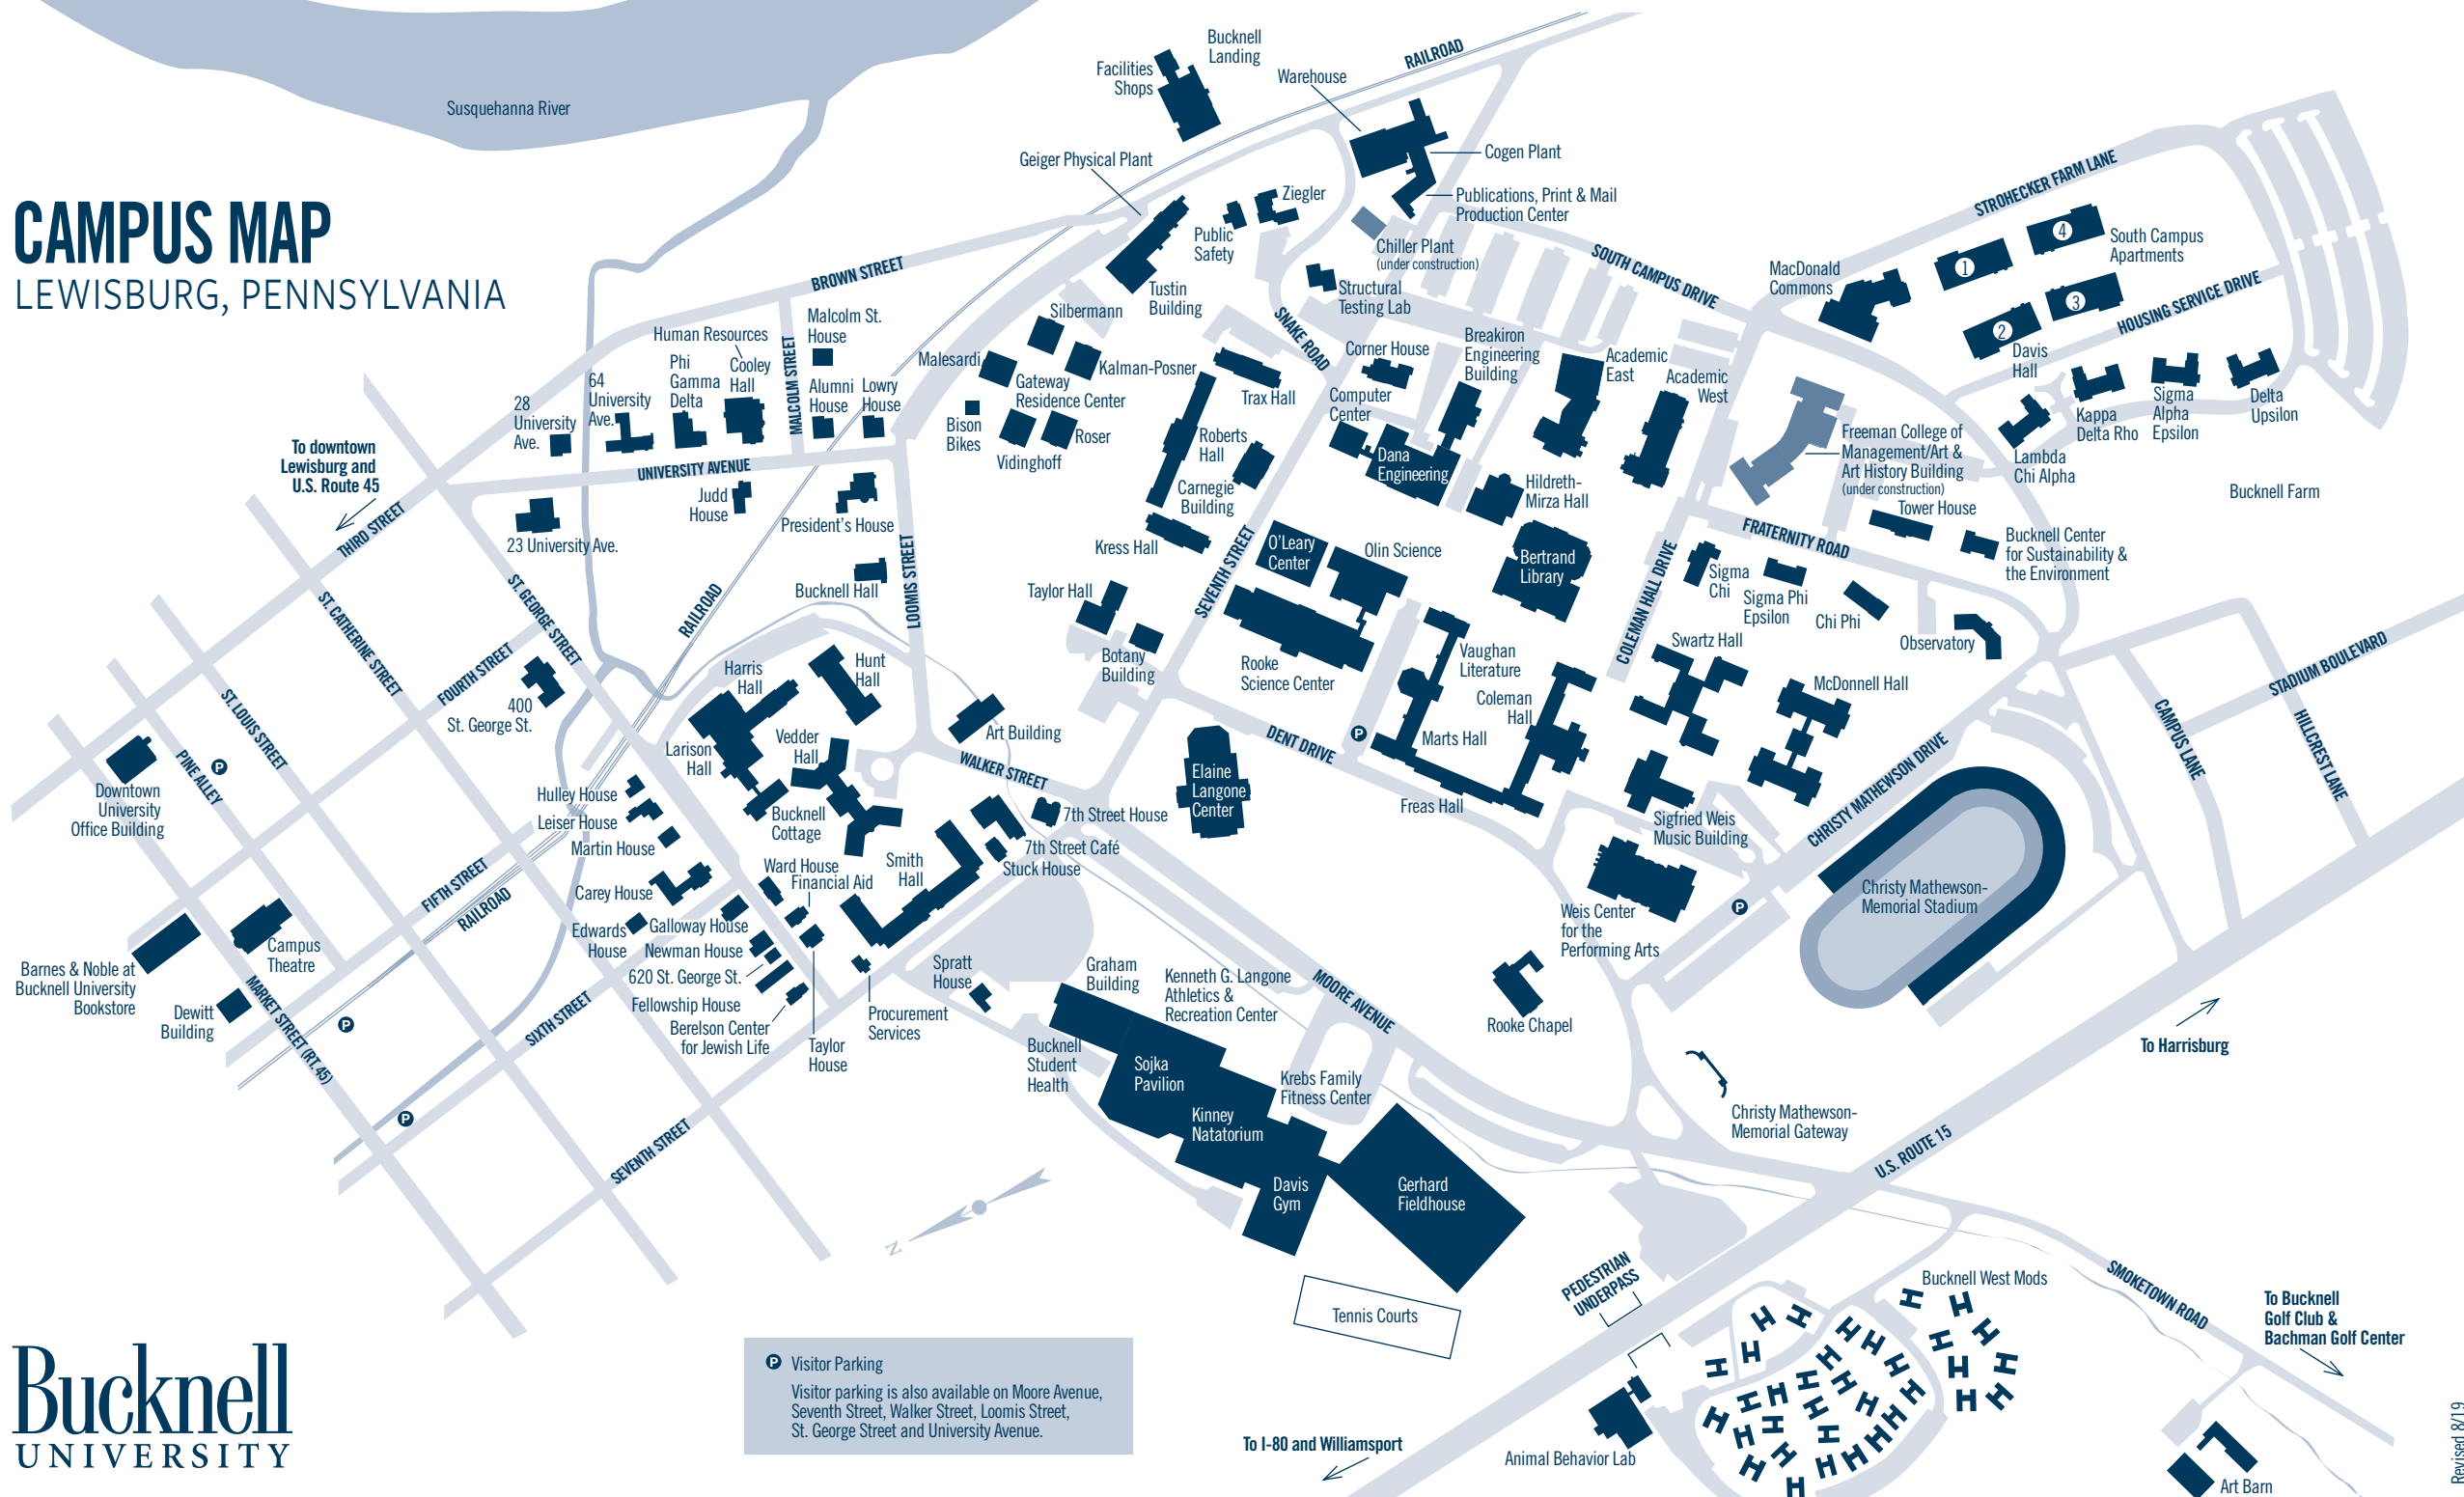 CAMPUS MAP
LEWISBURG, PENNSYLVANIA
Susquehanna River
Bucknell
Landing
Facilities
Shops
Warehouse
RAILROAD
Geiger Physical Plant
Cogen Plant
Ziegler
Publications, Print & Mail
Production Center
Public
Safety
Chiller Plant
(under construction)
Structural
Testing Lab
Tustin
Building
SOUTH CAMPUS DRIVE
STROHECKER FARM LANE
MacDonald
Commons
1
4
2
3
South Campus
Apartments
HOUSING SERVICE DRIVE
Davis
Hall
Kappa
Delta Rho
Sigma
Alpha
Epsilon
Delta
Upsilon
Lambda
Chi Alpha
Bucknell Farm
BROWN STREET
Silbermann
SNAKE ROAD
Malcolm St.
House
MALCOLM STREET
Human Resources
Cooley
Hall
Phi
Gamma
Delta
64
University
Ave.
28
University
Ave.
Alumni
House
Lowry
House
Malesardi
Kalman-Posner
Gateway
Residence Center
Bison
Bikes
Vidinghoff
Roser
Trax Hall
Corner House
Computer
Center
Breakiron
Engineering
Building
Academic
East
Academic
West
Roberts
Hall
Carnegie
Building
Kress Hall
Dana
Engineering
Hildreth-
Mirza Hall
Freeman College of
Management/Art &
Art History Building
(under construction)
Tower House
FRATERNITY ROAD
Bucknell Center
for Sustainability &
the Environment
To downtown
Lewisburg and
U.S. Route 45
UNIVERSITY AVENUE
THIRD STREET
23 University Ave.
Judd
House
President's House
Bucknell Hall
LOOMIS STREET
RAILROAD
ST. GEORGE STREET
ST. CATHERINE STREET
FOURTH STREET
ST. LOUIS STREET
PINE ALLEY
P
400
St. George St.
Downtown
University
Office Building
Taylor Hall
Botany
Building
SEVENTH STREET
O'Leary
Center
Olin Science
Bertrand
Library
Rooke
Science Center
COLEMAN HALL DRIVE
Sigma
Chi
Sigma Phi
Epsilon
Chi Phi
Observatory
Swartz Hall
McDonnell Hall
Vaughan
Literature
Coleman
Hall
Marts Hall
Freas Hall
P
DENT DRIVE
Elaine
Langone
Center
Harris
Hall
Hunt
Hall
Larison
Hall
Vedder
Hall
Bucknell
Cottage
Art Building
WALKER STREET
7th Street House
7th Street Café
Stuck House
Smith
Hall
Ward House
Financial Aid
Hulley House
Leiser House
Martin House
Carey House
Edwards
House
Galloway House
Newman House
620 St. George St.
Fellowship House
Berelson Center
for Jewish Life
Taylor
House
Procurement
Services
Spratt
House
FIFTH STREET
RAILROAD
SIXTH STREET
SEVENTH STREET
MARKET STREET (RT. 45)
P
P
Campus
Theatre
Barnes & Noble at
Bucknell University
Bookstore
Dewitt
Building
Graham
Building
Kenneth G. Langone
Athletics &
Recreation Center
Bucknell
Student
Health
Sojka
Pavilion
Kinney
Natatorium
Krebs Family
Fitness Center
Davis
Gym
Gerhard
Fieldhouse
Tennis Courts
MOORE AVENUE
Sigfried Weis
Music Building
Weis Center
for the
Performing Arts
P
Rooke Chapel
CHRISTY MATHEWSON DRIVE
Christy Mathewson-
Memorial Stadium
Christy Mathewson-
Memorial Gateway
CAMPUS LANE
HILLCREST LANE
STADIUM BOULEVARD
To Harrisburg
U.S. ROUTE 15
PEDESTRIAN
UNDERPASS
Bucknell West Mods
SMOKETOWN ROAD
To Bucknell
Golf Club &
Bachman Golf Center
To I-80 and Williamsport
Animal Behavior Lab
Art Barn
N
P Visitor Parking
Visitor parking is also available on Moore Avenue,
Seventh Street, Walker Street, Loomis Street,
St. George Street and University Avenue.
Bucknell
UNIVERSITY
Revised 8/19